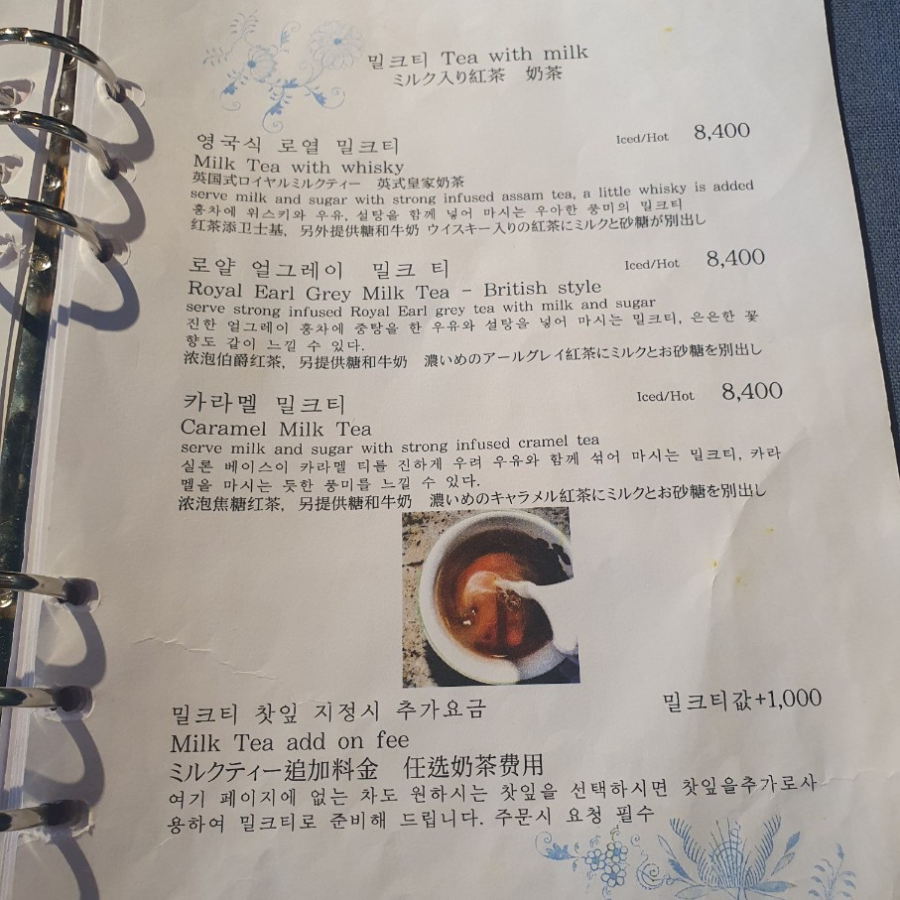 밀크티 Tea with milk
ミルク入り紅茶　奶茶
영국식 로열 밀크티 Iced/Hot 8,400
Milk Tea with whisky
英国式ロイヤルミルクティー　英式皇家奶茶
serve milk and sugar with strong infused assam tea, a little whisky is added
홍차에 위스키와 우유, 설탕을 함께 넣어 마시는 우아한 풍미의 밀크티
红茶添卫士基，另外提供糖和牛奶 ウイスキー入りの紅茶にミルクと砂糖が別出し
로얄 얼그레이 밀크 티 Iced/Hot 8,400
Royal Earl Grey Milk Tea - British style
serve strong infused Royal Earl grey tea with milk and sugar
진한 얼그레이 홍차에 중탕을 한 우유와 설탕을 넣어 마시는 밀크티, 은은한 꽃
향도 같이 느낄 수 있다.
浓泡伯爵红茶，另提供糖和牛奶　濃いめのアールグレイ紅茶にミルクとお砂糖を別出し
카라멜 밀크티 Iced/Hot 8,400
Caramel Milk Tea
serve milk and sugar with strong infused cramel tea
실론 베이스이 카라멜 티를 진하게 우려 우유와 함께 섞어 마시는 밀크티, 카라
멜을 마시는 듯한 풍미를 느낄 수 있다.
浓泡焦糖红茶，另提供糖和牛奶　濃いめのキャラメル紅茶にミルクとお砂糖を別出し
밀크티 찻잎 지정시 추가요금 밀크티값+1,000
Milk Tea add on fee
ミルクティー追加料金　任选奶茶费用
여기 페이지에 없는 차도 원하시는 찻잎을 선택하시면 찻잎을추가로사
용하여 밀크티로 준비해 드립니다. 주문시 요청 필수